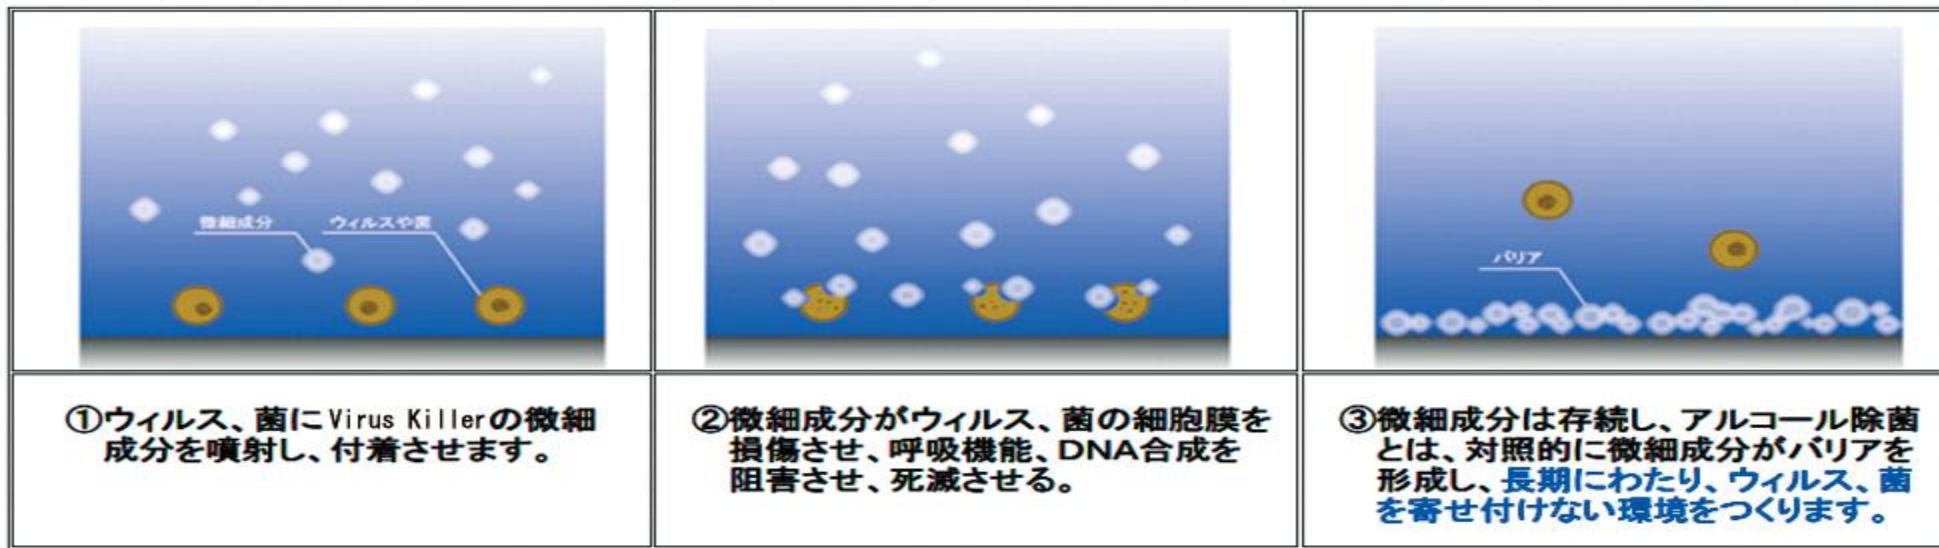 微細成分
ウィルスや菌
バリア
①ウィルス、菌にVirus Killerの微細
成分を噴射し、付着させます。
②微細成分がウィルス、菌の細胞膜を
損傷させ、呼吸機能、DNA合成を
阻害させ、死滅させる。
③微細成分は存続し、アルコール除菌
とは、対照的に微細成分がバリアを
形成し、長期にわたり、ウィルス、菌
を寄せ付けない環境をつくります。